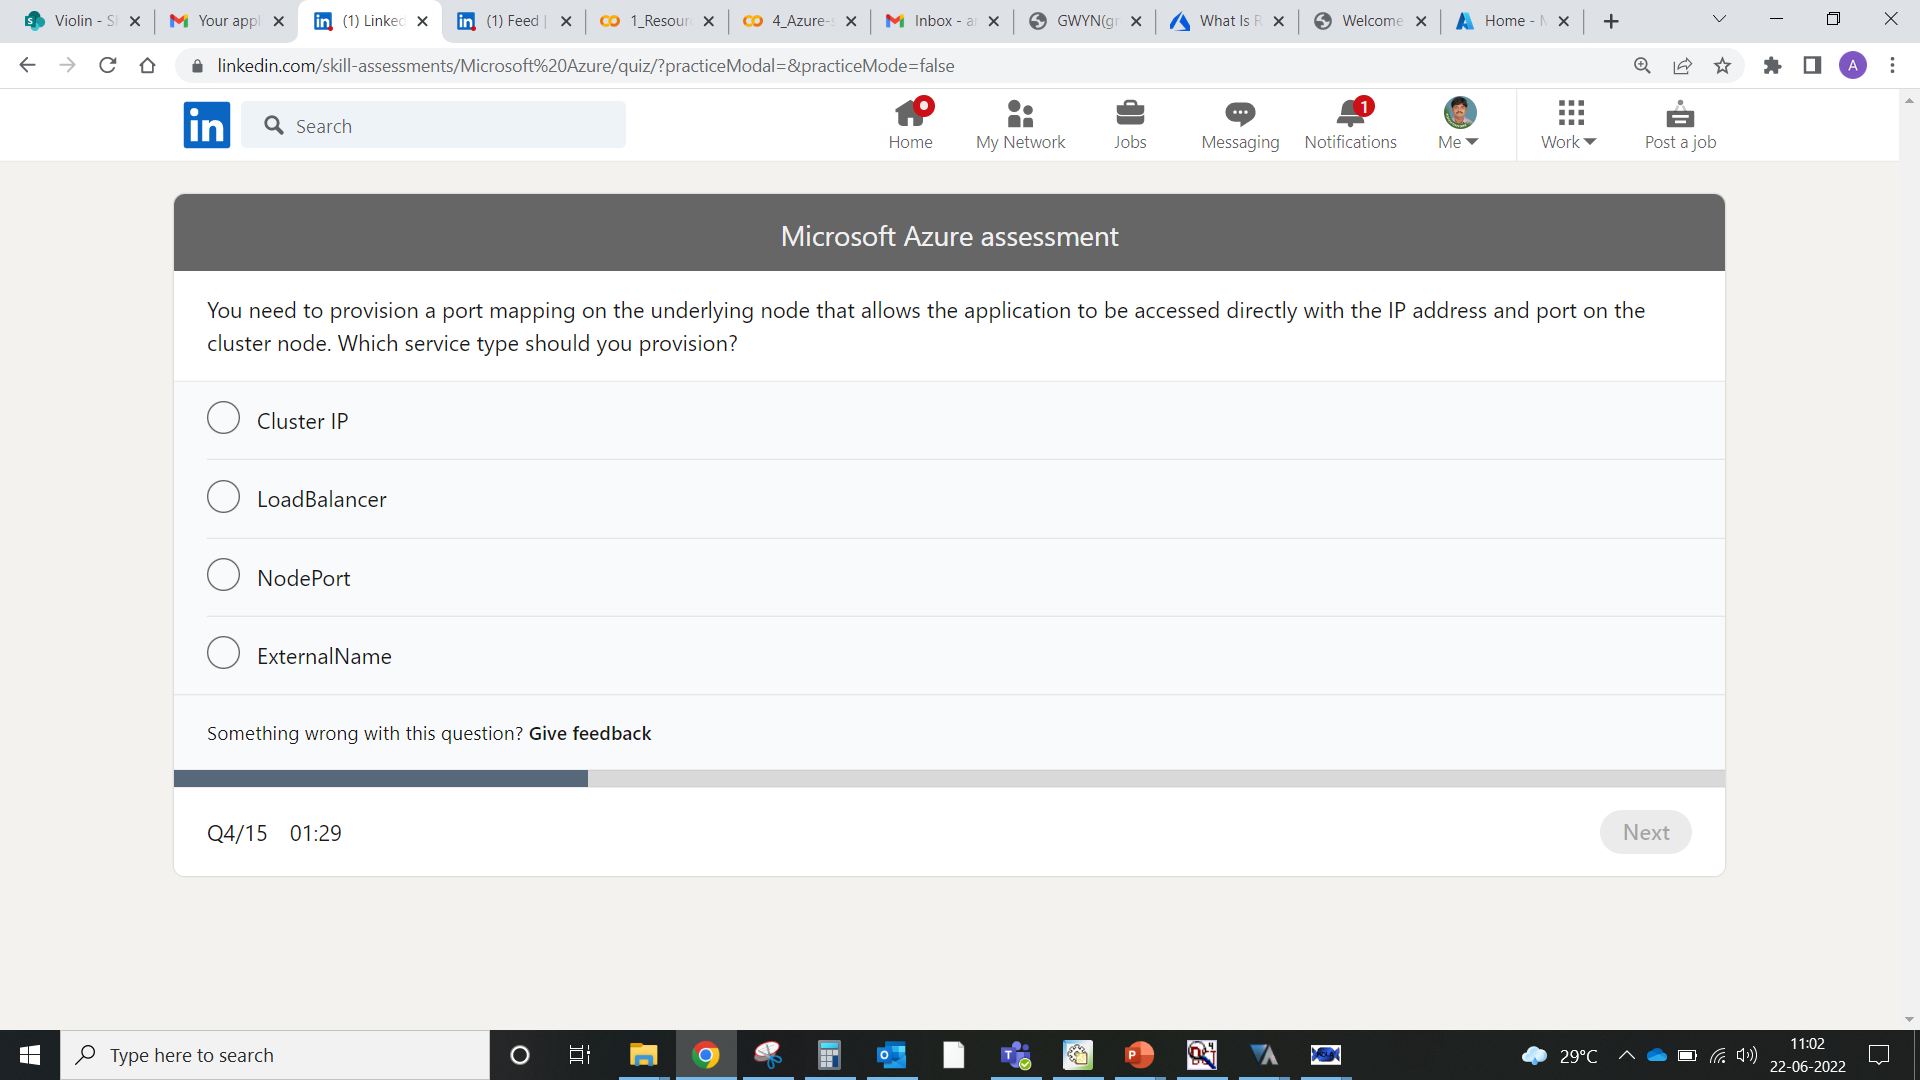 Violin - S
Your appl
(1) Linked
(1) Feed |
1_Resour
4_Azure-s
Inbox - a
GWYN(gr
What Is R
Welcome
Home - M
linkedin.com/skill-assessments/Microsoft%20Azure/quiz/?practiceModal=&practiceMode=false
A
in
Search
Home
My Network
Jobs
Messaging
1
Notifications
Me
Work
Post a job
Microsoft Azure assessment
You need to provision a port mapping on the underlying node that allows the application to be accessed directly with the IP address and port on the
cluster node. Which service type should you provision?
Cluster IP
LoadBalancer
NodePort
ExternalName
Something wrong with this question? Give feedback
Q4/15 01:29
Next
Type here to search
29°C
11:02
22-06-2022